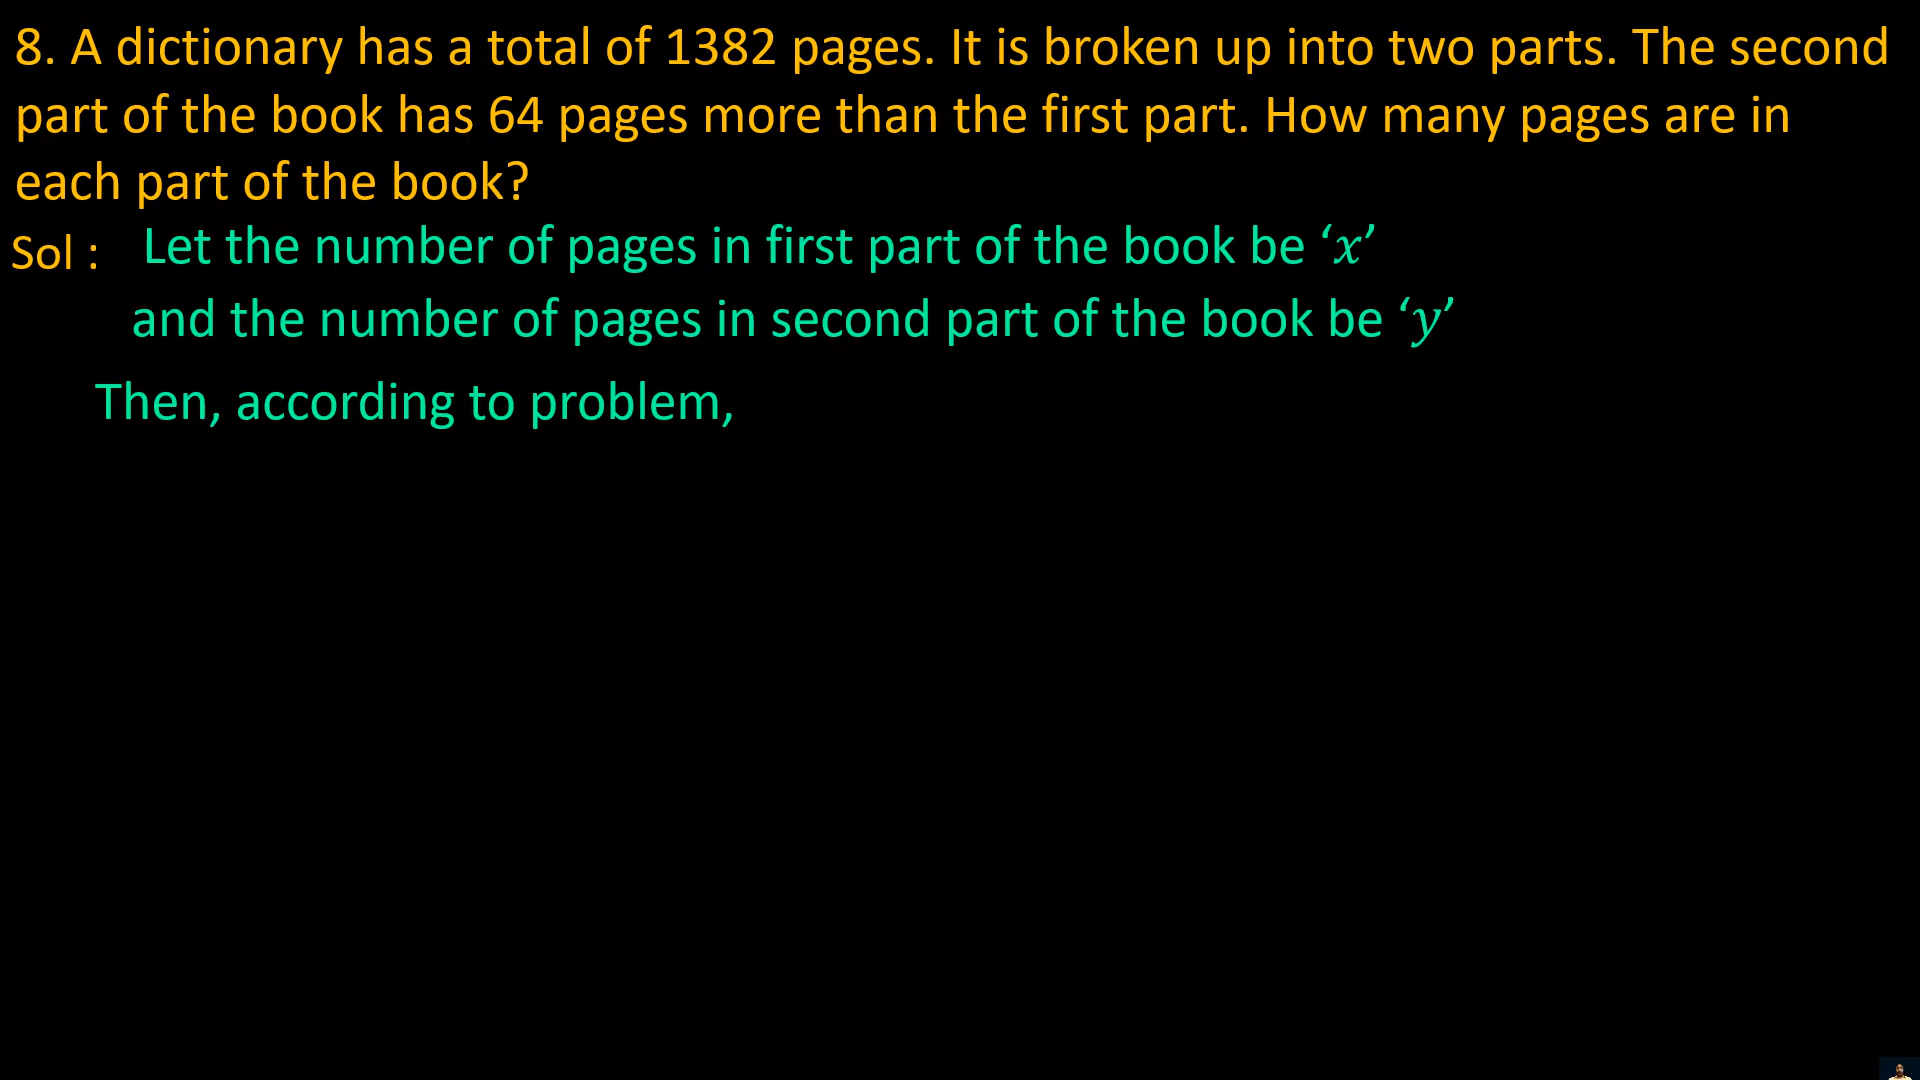 8. A dictionary has a total of 1382 pages. It is broken up into two parts. The second
part of the book has 64 pages more than the first part. How many pages are in
each part of the book?
Sol : Let the number of pages in first part of the book be ‘𝑥’
and the number of pages in second part of the book be ‘𝑦’
Then, according to problem,